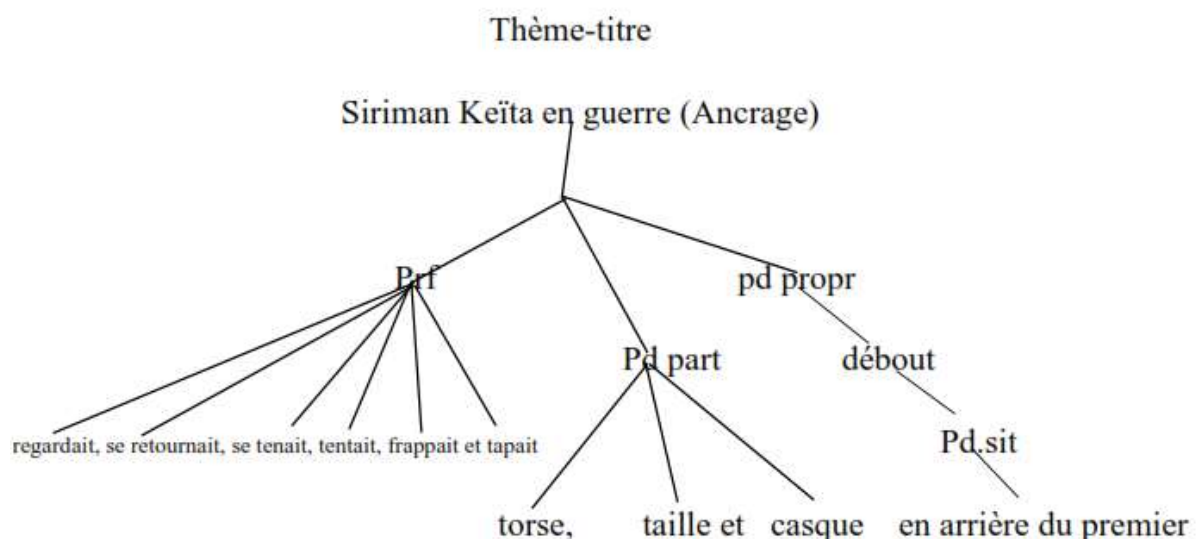 Thème-titre
Siriman Keïta en guerre (Ancrage)
Prf
pd propr
Pd part
débout
regardait, se retournait, se tenait, tentait, frappait et tapait
Pd.sit
torse, taille et casque
en arrière du premier